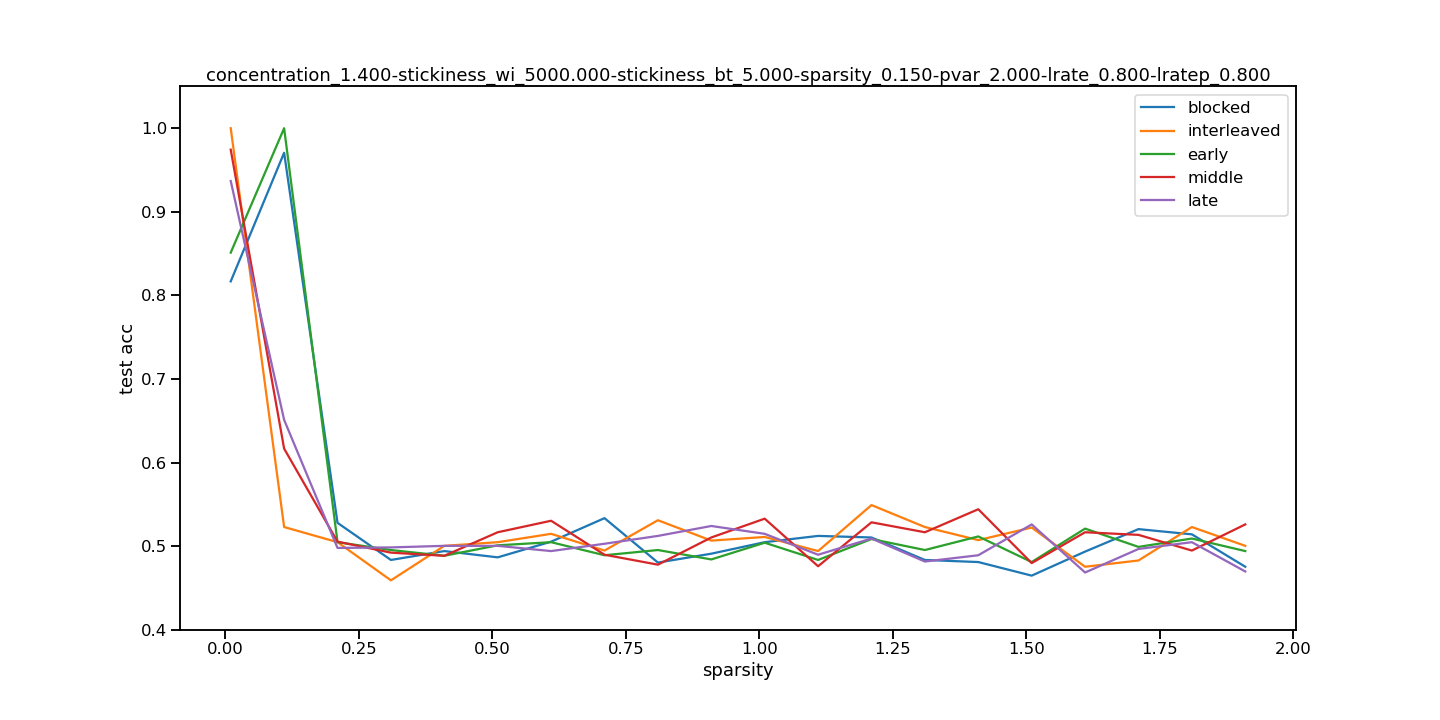 concentration_1.400-stickiness_wi_5000.000-stickiness_bt_5.000-sparsity_0.150-pvar_2.000-lrate_0.800-lratep_0.800
blocked
interleaved
early
middle
late
1.0
0.9
0.8
0.7
0.6
0.5
0.4
test acc
0.00 0.25 0.50 0.75 1.00 1.25 1.50 1.75 2.00
sparsity